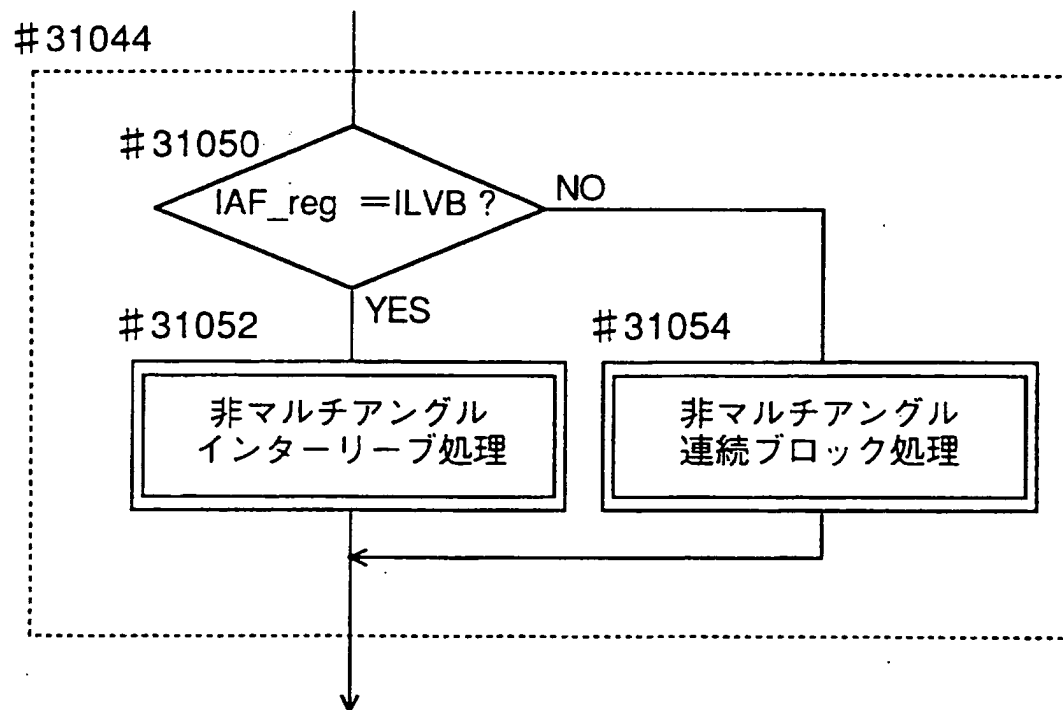 #31044
#31050
IAF_reg =ILVB ?
NO
YES
#31052
#31054
非マルチアングル
インターリーブ処理
非マルチアングル
連続ブロック処理